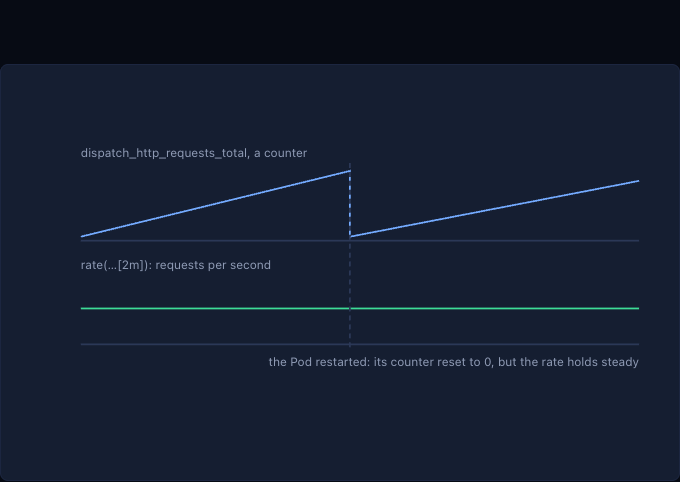 dispatch_http_requests_total, a counter
rate(...[2m]): requests per second
the Pod restarted: its counter reset to 0, but the rate holds steady